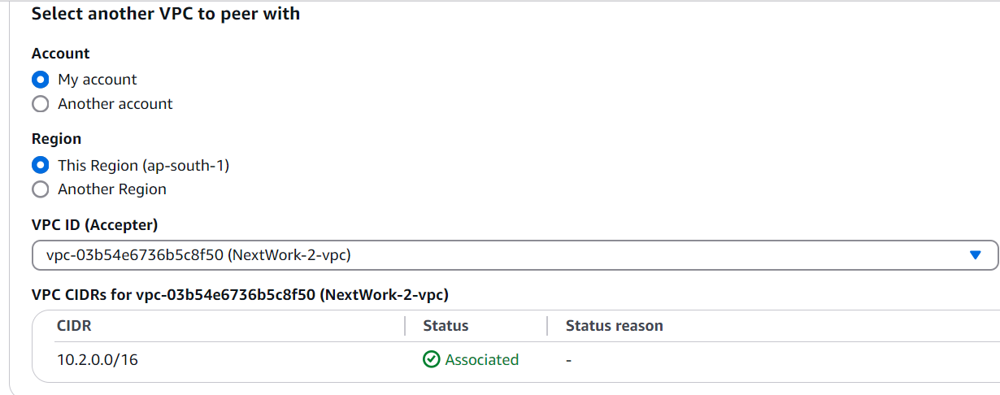 Select another VPC to peer with
Account
My account
Another account
Region
This Region (ap-south-1)
Another Region
VPC ID (Accepter)
vpc-03b54e6736b5c8f50 (NextWork-2-vpc)
VPC CIDRs for vpc-03b54e6736b5c8f50 (NextWork-2-vpc)
CIDR Status Status reason
10.2.0.0/16 Associated -